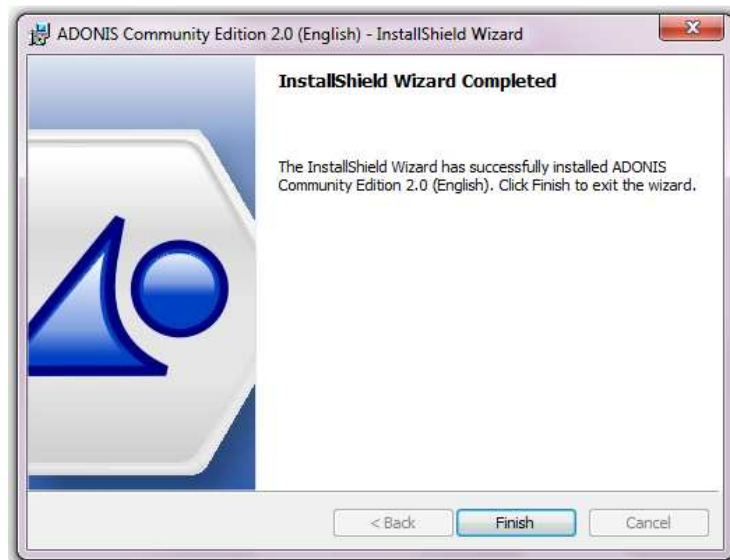 ADONIS Community Edition 2.0 (English) - InstallShield Wizard
InstallShield Wizard Completed
The InstallShield Wizard has successfully installed ADONIS
Community Edition 2.0 (English). Click Finish to exit the wizard.
< Back Finish Cancel